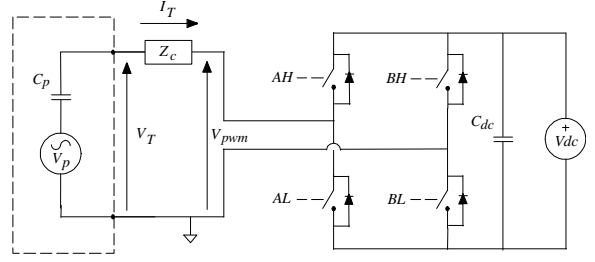 I_T
Z_c
C_p
V_p
V_T
V_pwm
AH
BH
AL
BL
C_dc
+
Vdc